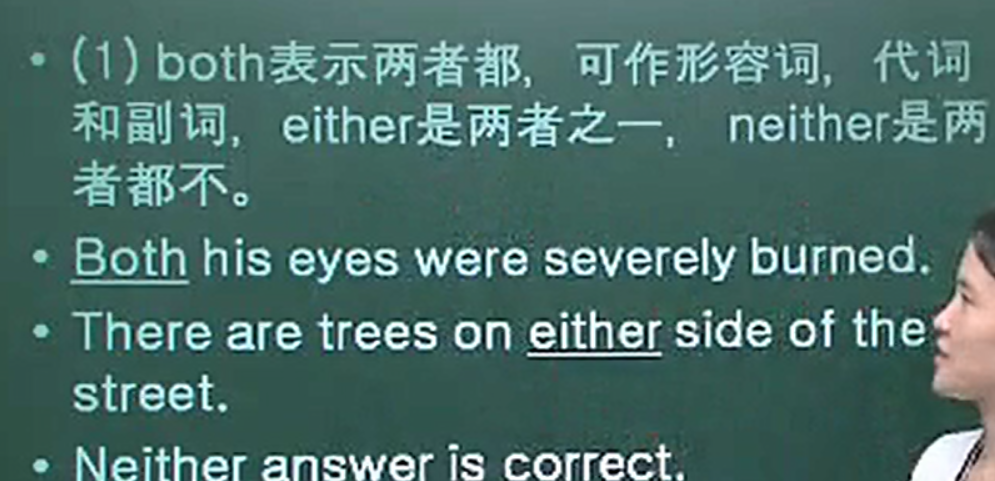 • (1) both表示两者都, 可作形容词, 代词
和副词, either是两者之一, neither是两
者都不。
• Both his eyes were severely burned.
• There are trees on either side of the
street.
• Neither answer is correct.